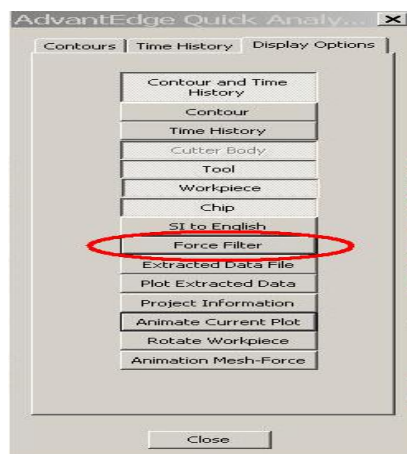 AdvantEdge Quick Analy...
Contours
Time History
Display Options
Contour and Time
History
Contour
Time History
Cutter Body
Tool
Workpiece
Chip
SI to English
Force Filter
Extracted Data File
Plot Extracted Data
Project Information
Animate Current Plot
Rotate Workpiece
Animation Mesh-Force
Close